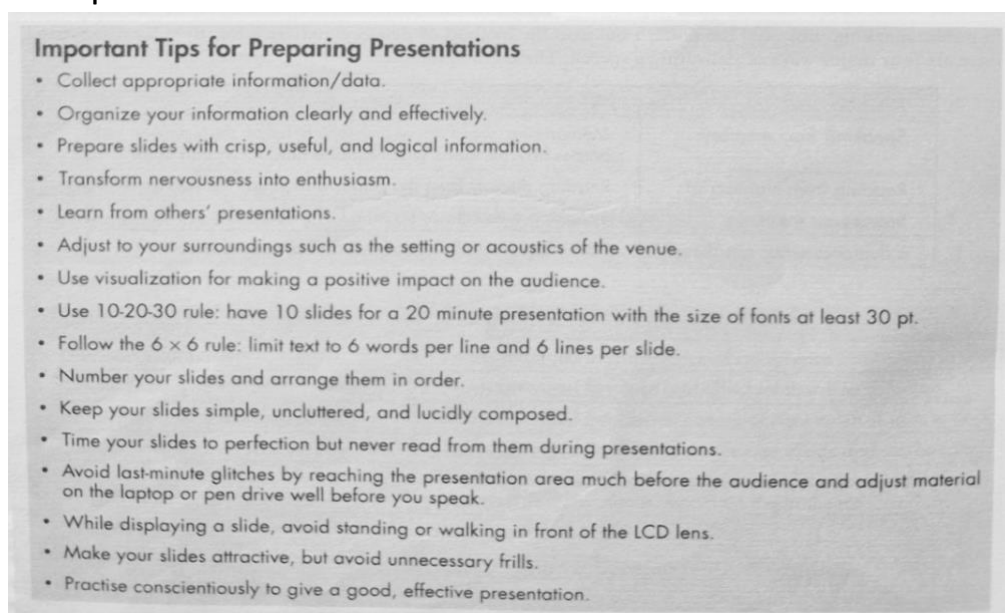 Important Tips for Preparing Presentations
• Collect appropriate information/data.
• Organize your information clearly and effectively.
• Prepare slides with crisp, useful, and logical information.
• Transform nervousness into enthusiasm.
• Learn from others' presentations.
• Adjust to your surroundings such as the setting or acoustics of the venue.
• Use visualization for making a positive impact on the audience.
• Use 10-20-30 rule: have 10 slides for a 20 minute presentation with the size of fonts at least 30 pt.
• Follow the 6 × 6 rule: limit text to 6 words per line and 6 lines per slide.
• Number your slides and arrange them in order.
• Keep your slides simple, uncluttered, and lucidly composed.
• Time your slides to perfection but never read from them during presentations.
• Avoid last-minute glitches by reaching the presentation area much before the audience and adjust material
on the laptop or pen drive well before you speak.
• While displaying a slide, avoid standing or walking in front of the LCD lens.
• Make your slides attractive, but avoid unnecessary frills.
• Practise conscientiously to give a good, effective presentation.